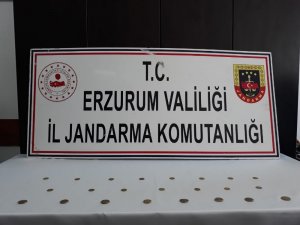 T.C.
ERZURUM VALİLİĞİ
İL JANDARMA KOMUTANLIĞI